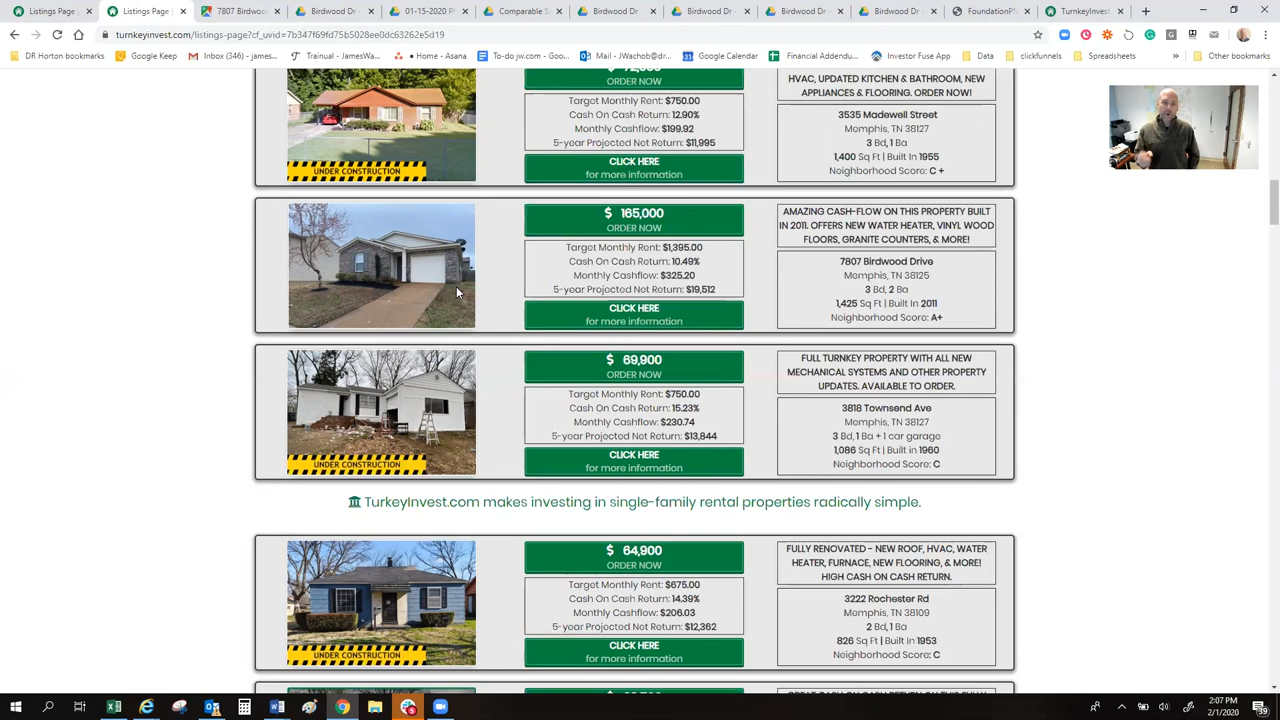 Listings Page
Listings Page
7807 Birdwoo
Birdwood Dr
Birdwood Dri
Turkeyinvest
01-15-2020 P
Comparable S
Birdwood Dr
Birdwood Dr
Birdwood Dr
Birdwood Dr
FoundationPM
TurkeyInvest
turnkeyinvest.com/listings-page?cf_uvid=7b347f69fd75b5028ee0dc63262e5d19
DR Horton bookmarks
Google Keep
Inbox (346) - james...
Trainual - JamesWa...
Home - Asana
To-do jw.com - Goo...
Mail - JWachob@dr...
Google Calendar
Financial Addendu...
Investor Fuse App
Data
clickfunnels
Spreadsheets
»
Other bookmarks
ORDER NOW
Target Monthly Rent: $750.00
Cash On Cash Return: 12.90%
Monthly Cashflow: $199.92
5-year Projected Net Return: $11,995
CLICK HERE
for more information
UNDER CONSTRUCTION
HVAC, UPDATED KITCHEN & BATHROOM, NEW
APPLIANCES & FLOORING. ORDER NOW!
3535 Madewell Street
Memphis, TN 38127
3 Bd, 1 Ba
1,400 Sq Ft | Built In 1955
Neighborhood Score: C +
$ 165,000
ORDER NOW
Target Monthly Rent: $1,395.00
Cash On Cash Return: 10.49%
Monthly Cashflow: $325.20
5-year Projected Net Return: $19,512
CLICK HERE
for more information
AMAZING CASH-FLOW ON THIS PROPERTY BUILT
IN 2011. OFFERS NEW WATER HEATER, VINYL WOOD
FLOORS, GRANITE COUNTERS, & MORE!
7807 Birdwood Drive
Memphis, TN 38125
3 Bd, 2 Ba
1,425 Sq Ft | Built In 2011
Neighborhood Score: A+
$ 69,900
ORDER NOW
Target Monthly Rent: $750.00
Cash On Cash Return: 15.23%
Monthly Cashflow: $230.74
5-year Projected Net Return: $13,844
CLICK HERE
for more information
UNDER CONSTRUCTION
FULL TURNKEY PROPERTY WITH ALL NEW
MECHANICAL SYSTEMS AND OTHER PROPERTY
UPDATES. AVAILABLE TO ORDER.
3818 Townsend Ave
Memphis, TN 38127
3 Bd, 1 Ba + 1 car garage
1,086 Sq Ft | Built in 1960
Neighborhood Score: C
TurkeyInvest.com makes investing in single-family rental properties radically simple.
$ 64,900
ORDER NOW
Target Monthly Rent: $675.00
Cash On Cash Return: 14.39%
Monthly Cashflow: $206.03
5-year Projected Net Return: $12,362
CLICK HERE
for more information
UNDER CONSTRUCTION
FULLY RENOVATED - NEW ROOF, HVAC, WATER
HEATER, FURNACE, NEW FLOORING, & MORE!
HIGH CASH ON CASH RETURN.
3222 Rochester Rd
Memphis, TN 38109
2 Bd, 1 Ba
826 Sq Ft | Built in 1953
Neighborhood Score: C
2:07 PM
2/1/2020
39